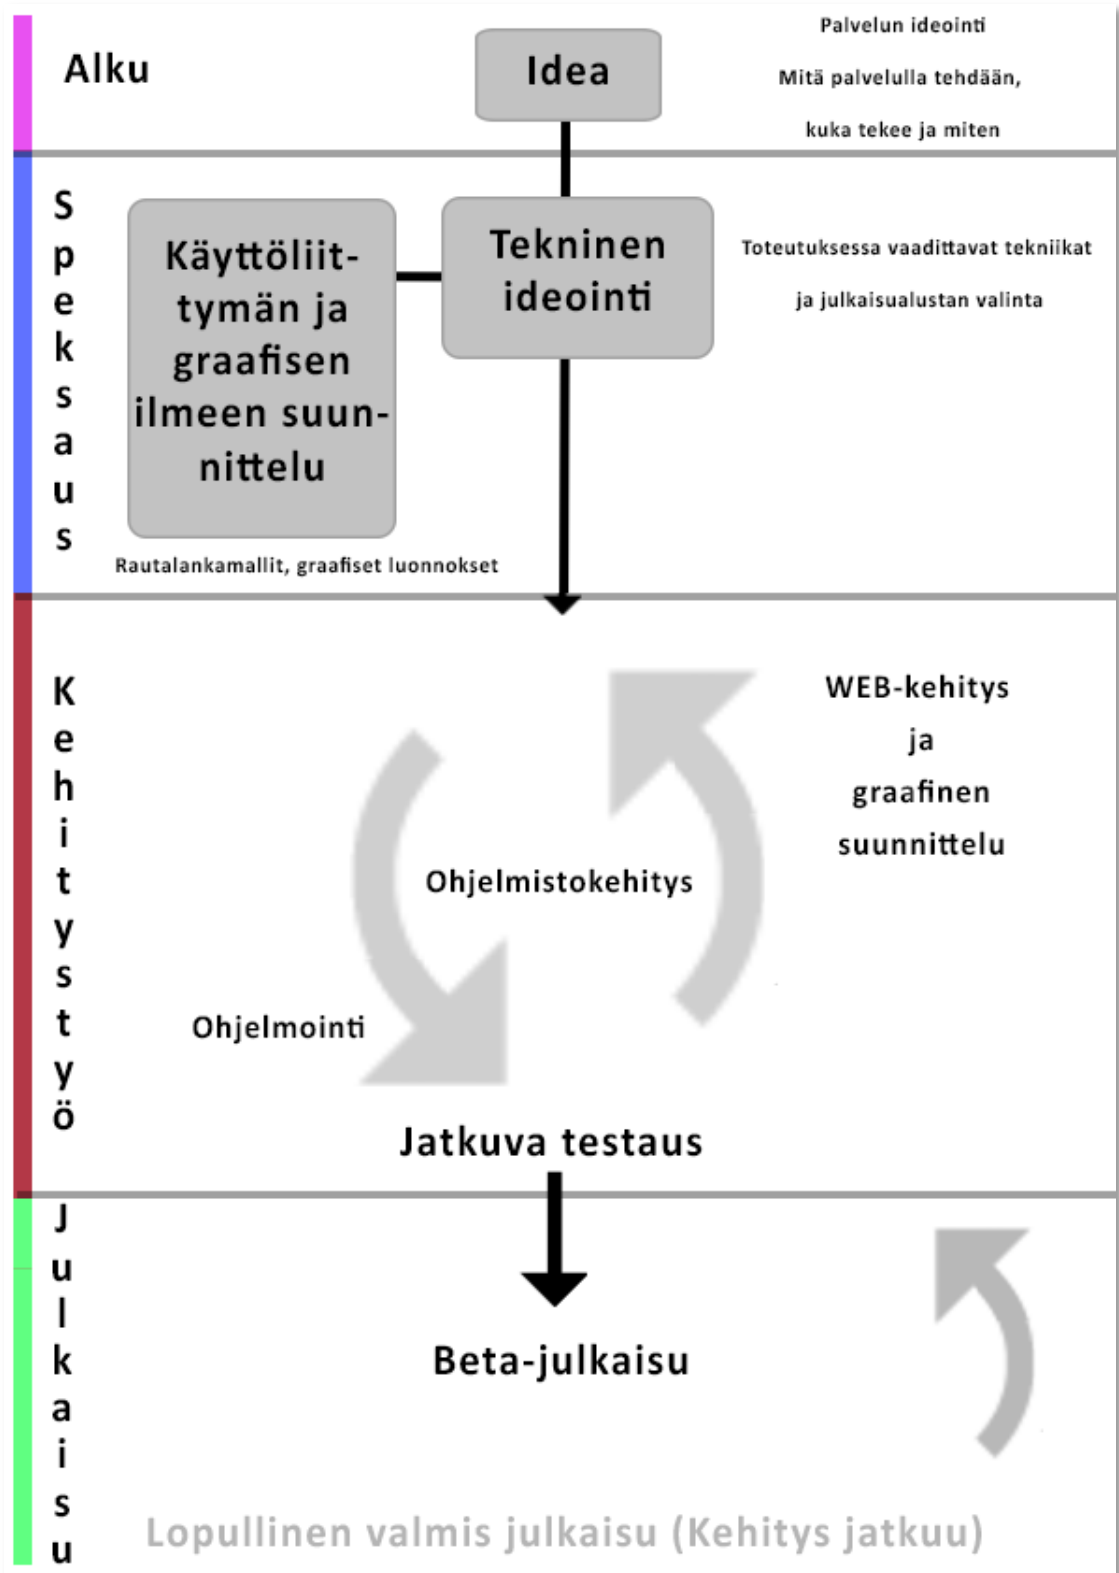 Alku
Idea
Palvelun ideointi
Mitä palvelulla tehdään,
kuka tekee ja miten
Speksaus
Käyttöliit-
tymän ja
graafisen
ilmeen suun-
nittelu
Tekninen
ideointi
Toteutuksessa vaadittavat tekniikat
ja julkaisualustan valinta
Rautalankamallit, graafiset luonnokset
Kehitystyö
WEB-kehitys
ja
graafinen
suunnittelu
Ohjelmistokehitys
Ohjelmointi
Jatkuva testaus
Julkaisu
Beta-julkaisu
Lopullinen valmis julkaisu (Kehitys jatkuu)